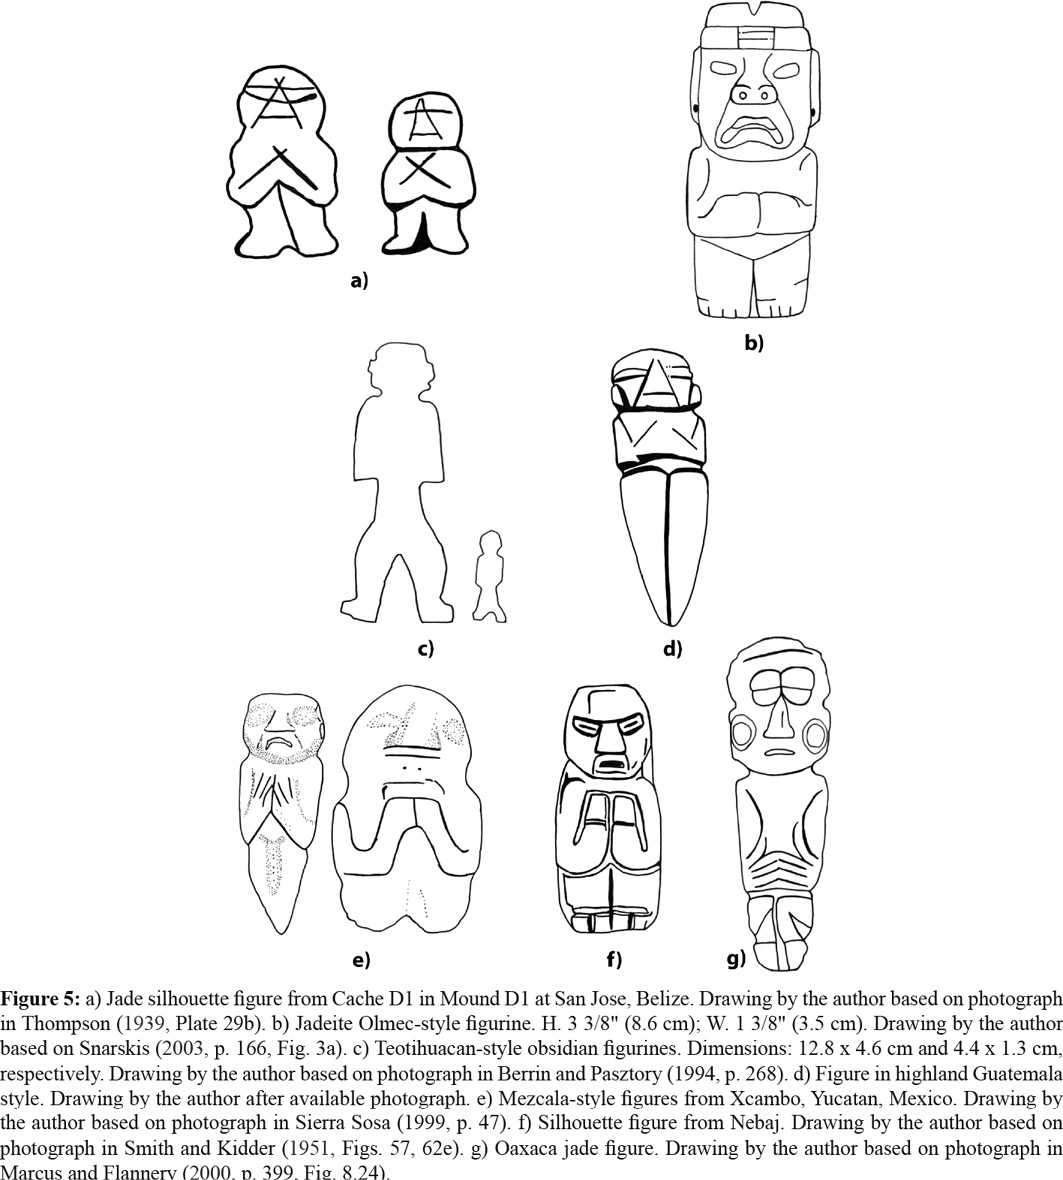 a)
b)
c)
d)
e)
f)
g)
Figure 5: a) Jade silhouette figure from Cache D1 in Mound D1 at San Jose, Belize. Drawing by the author based on photograph
in Thompson (1939, Plate 29b). b) Jadeite Olmec-style figurine. H. 3 3/8" (8.6 cm); W. 1 3/8" (3.5 cm). Drawing by the author
based on Snarskis (2003, p. 166, Fig. 3a). c) Teotihuacan-style obsidian figurines. Dimensions: 12.8 x 4.6 cm and 4.4 x 1.3 cm,
respectively. Drawing by the author based on photograph in Berrin and Pasztory (1994, p. 268). d) Figure in highland Guatemala
style. Drawing by the author after available photograph. e) Mezcala-style figures from Xcambo, Yucatan, Mexico. Drawing by
the author based on photograph in Sierra Sosa (1999, p. 47). f) Silhouette figure from Nebaj. Drawing by the author based on
photograph in Smith and Kidder (1951, Figs. 57, 62e). g) Oaxaca jade figure. Drawing by the author based on photograph in
Marcus and Flannery (2000, p. 399, Fig. 8.24).